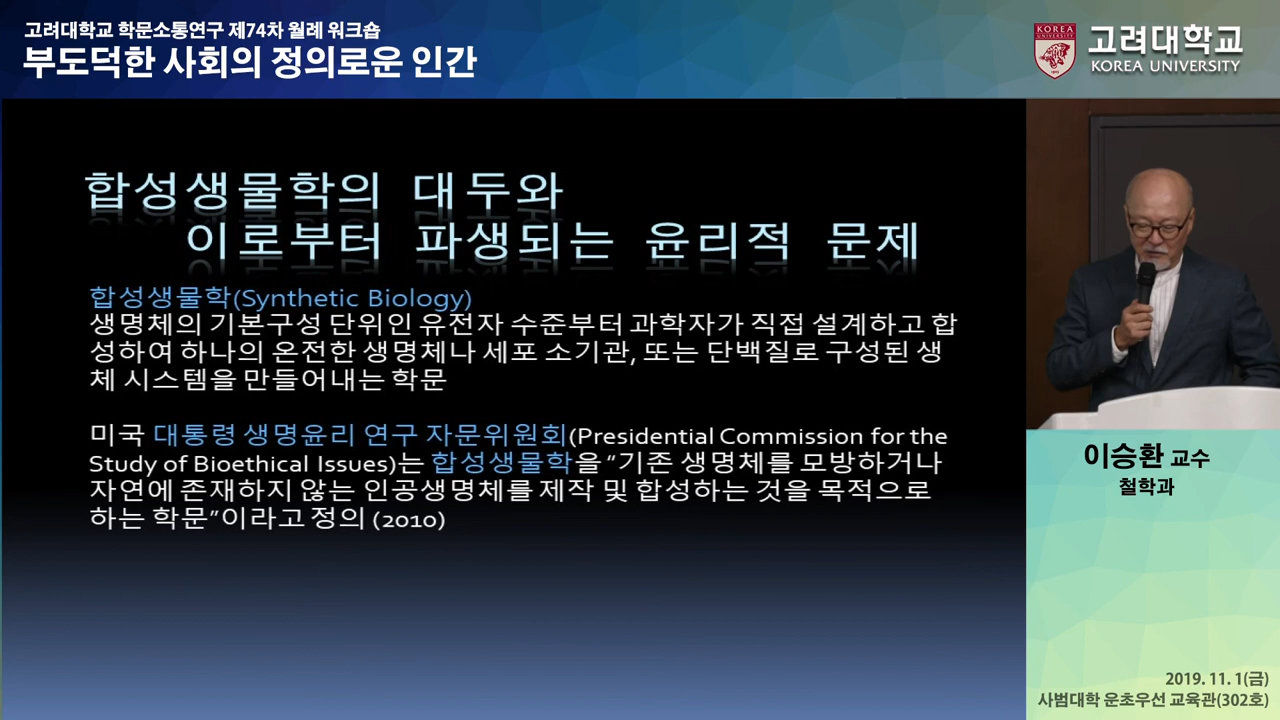 고려대학교 학문소통연구 제74차 월례 워크숍
부도덕한 사회의 정의로운 인간
KOREA
UNIVERSITY
고려대학교
KOREA UNIVERSITY
합성생물학의 대두와
이로부터 파생되는 윤리적 문제
합성생물학(Synthetic Biology)
생명체의 기본구성 단위인 유전자 수준부터 과학자가 직접 설계하고 합
성하여 하나의 온전한 생명체나 세포 소기관, 또는 단백질로 구성된 생
체 시스템을 만들어내는 학문
미국 대통령 생명윤리 연구 자문위원회(Presidential Commission for the
Study of Bioethical Issues)는 합성생물학을 “기존 생명체를 모방하거나
자연에 존재하지 않는 인공생명체를 제작 및 합성하는 것을 목적으로
하는 학문”이라고 정의 (2010)
이승환 교수
철학과
2019. 11. 1(금)
사범대학 운초우선 교육관(302호)